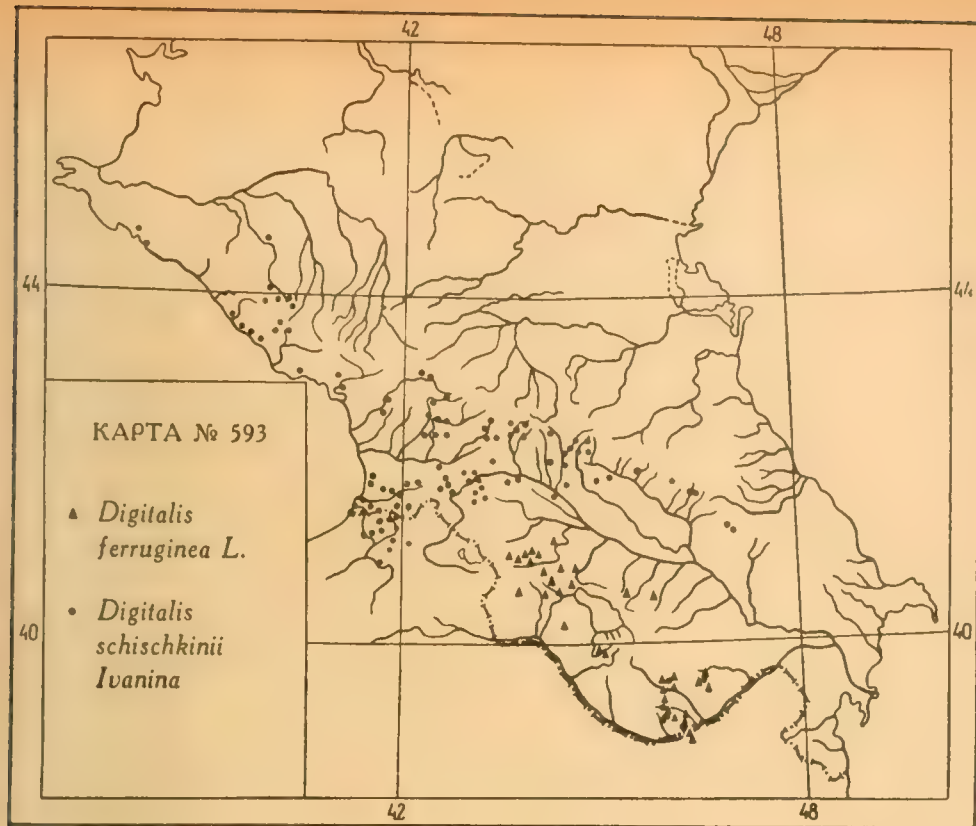 42 48
44 44
КАРТА № 593
Digitalis
ferruginea L.
Digitalis
schischkinii
Ivanina
40 40
42 48